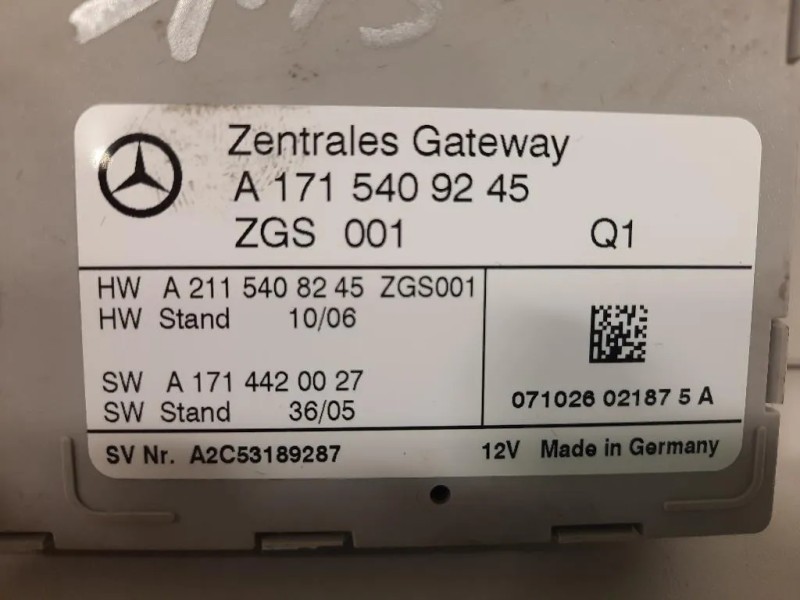 Zentrales Gateway
A 171 540 92 45
ZGS 001 Q1
HW A 211 540 82 45 ZGS001
HW Stand 10/06
SW A 171 442 00 27
SW Stand 36/05
071026 02187 5 A
SV Nr. A2C53189287 12V Made in Germany